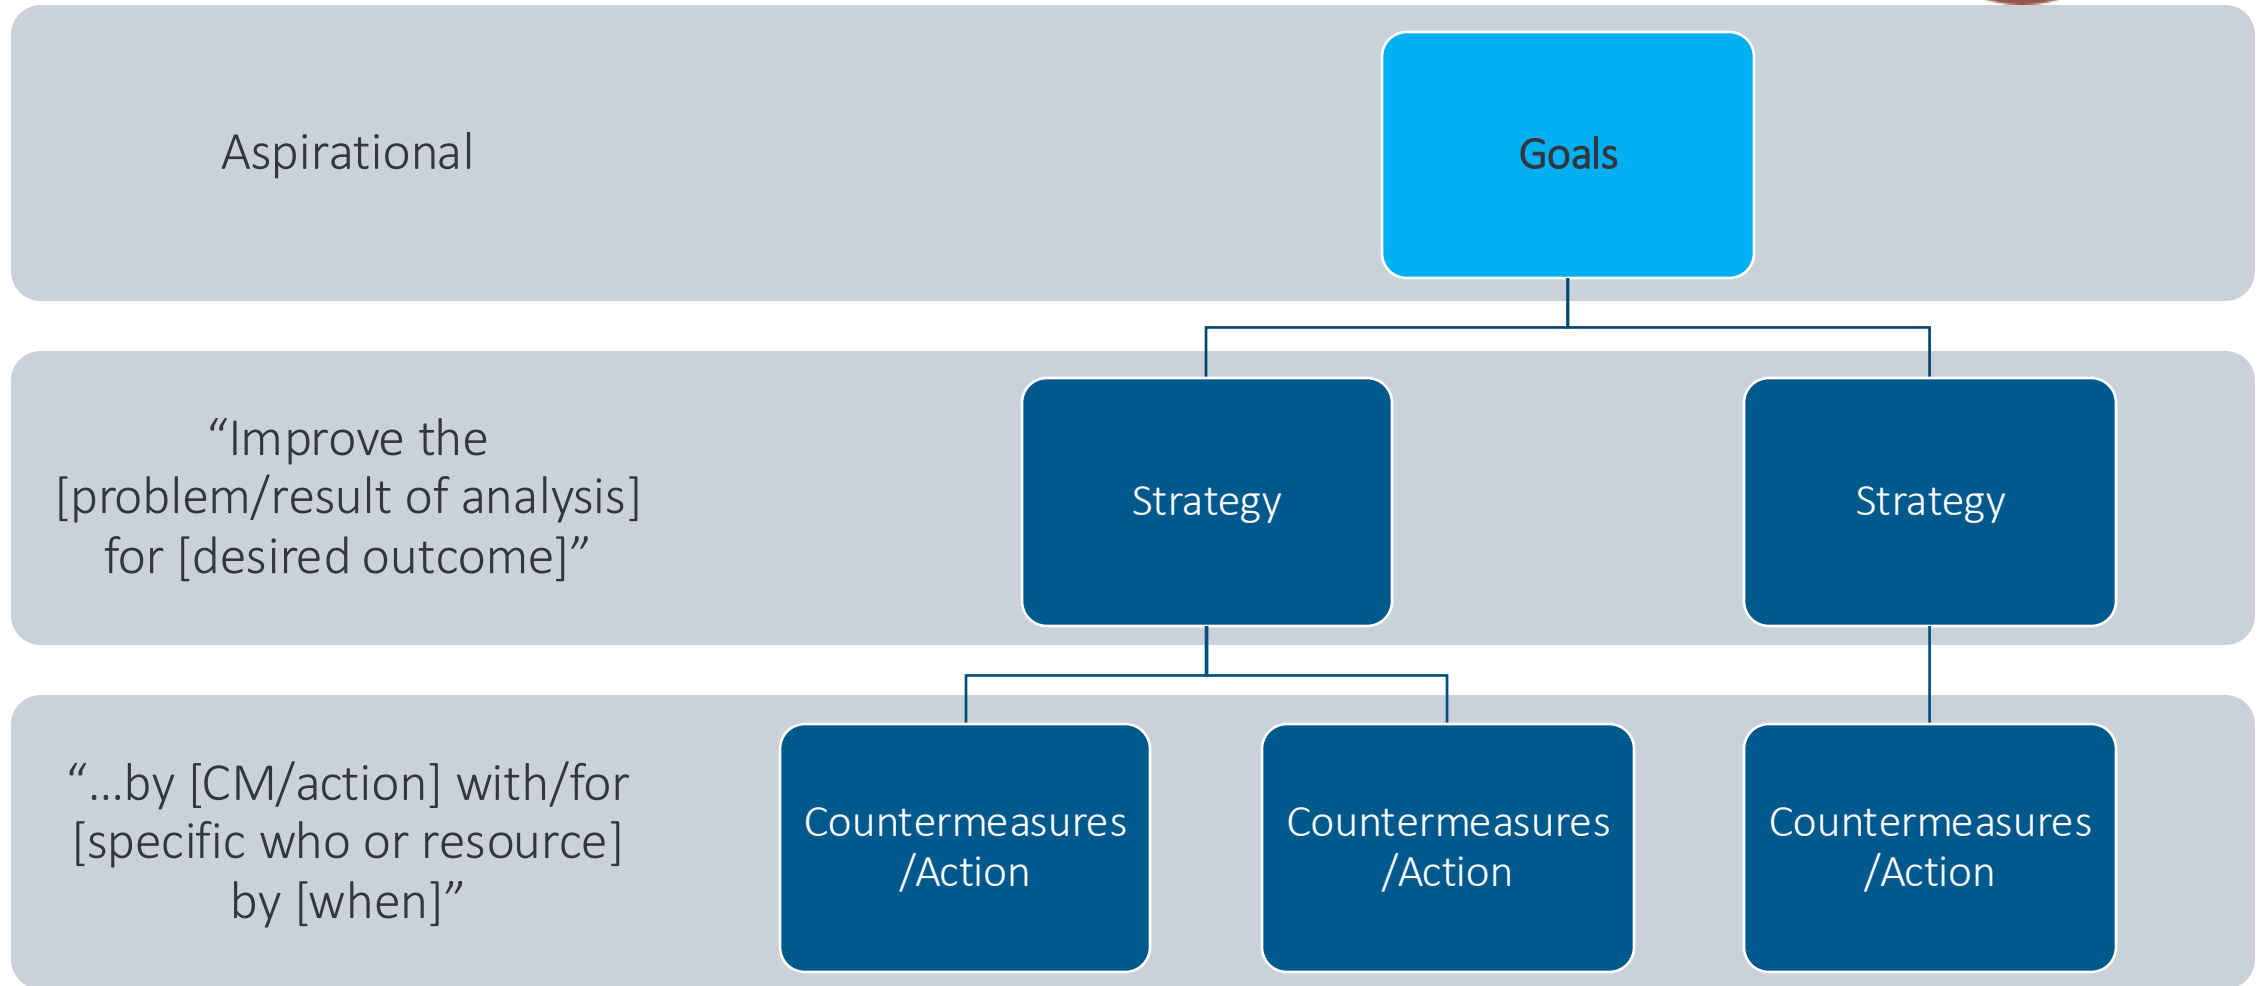 Aspirational
Goals
“Improve the
[problem/result of analysis]
for [desired outcome]”
Strategy
Strategy
“…by [CM/action] with/for
[specific who or resource]
by [when]”
Countermeasures
/Action
Countermeasures
/Action
Countermeasures
/Action